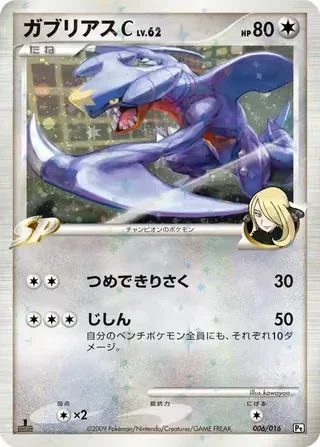 ガブリアスC LV.62 HP 80
たね
SP
チャンピオンのポケモン
つめできりさく 30
じしん 50
自分のベンチポケモン全員にも、それぞれ10ダ
メージ。
Illus. kawayoo
弱点 抵抗力 にげる
×2
1
©2009 Pokémon/Nintendo/Creatures/GAME FREAK. 006/016 Pt